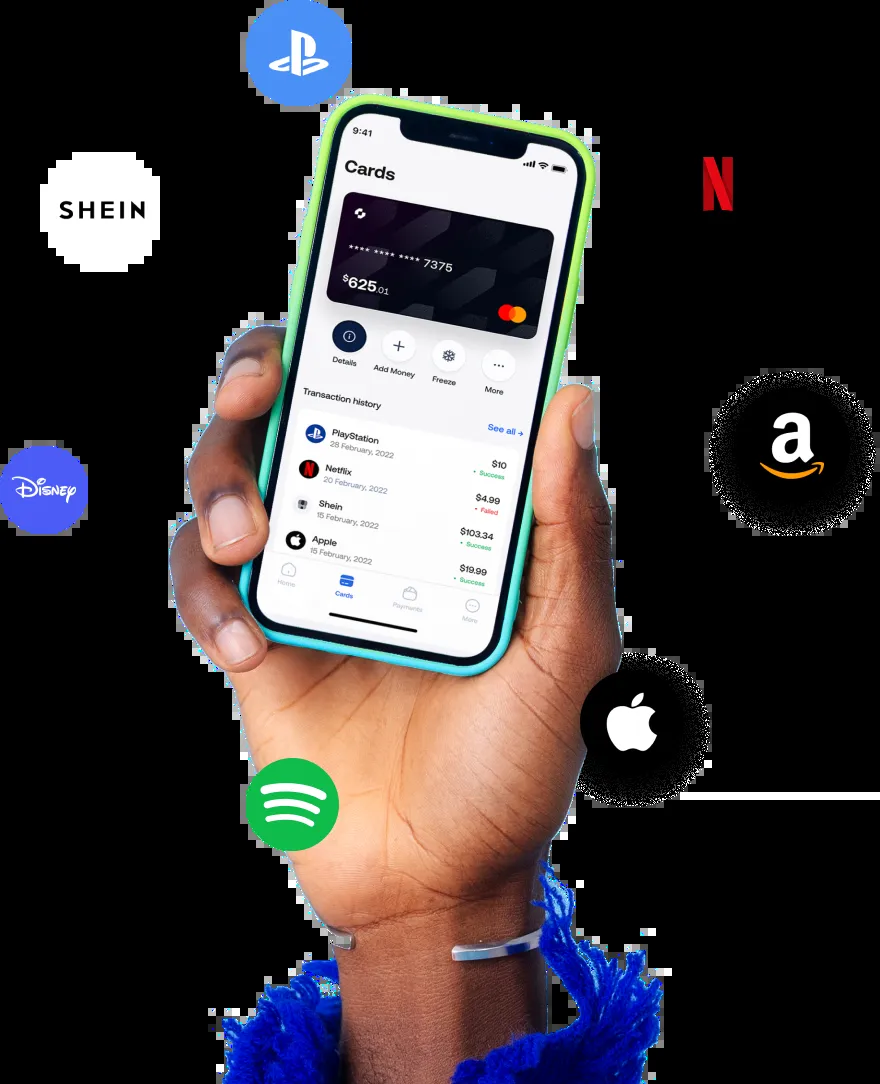 9:41
Cards
SHEIN
**** **** **** 7375
$625.01
Details
Add Money
Freeze
More
Transaction history
See all →
PlayStation
28 February, 2022
$10
• Success
Netflix
20 February, 2022
$4.99
• Failed
Shein
15 February, 2022
$103.34
• Success
Apple
15 February, 2022
$19.99
• Success
Home
Cards
Payments
More
N
a
Disney